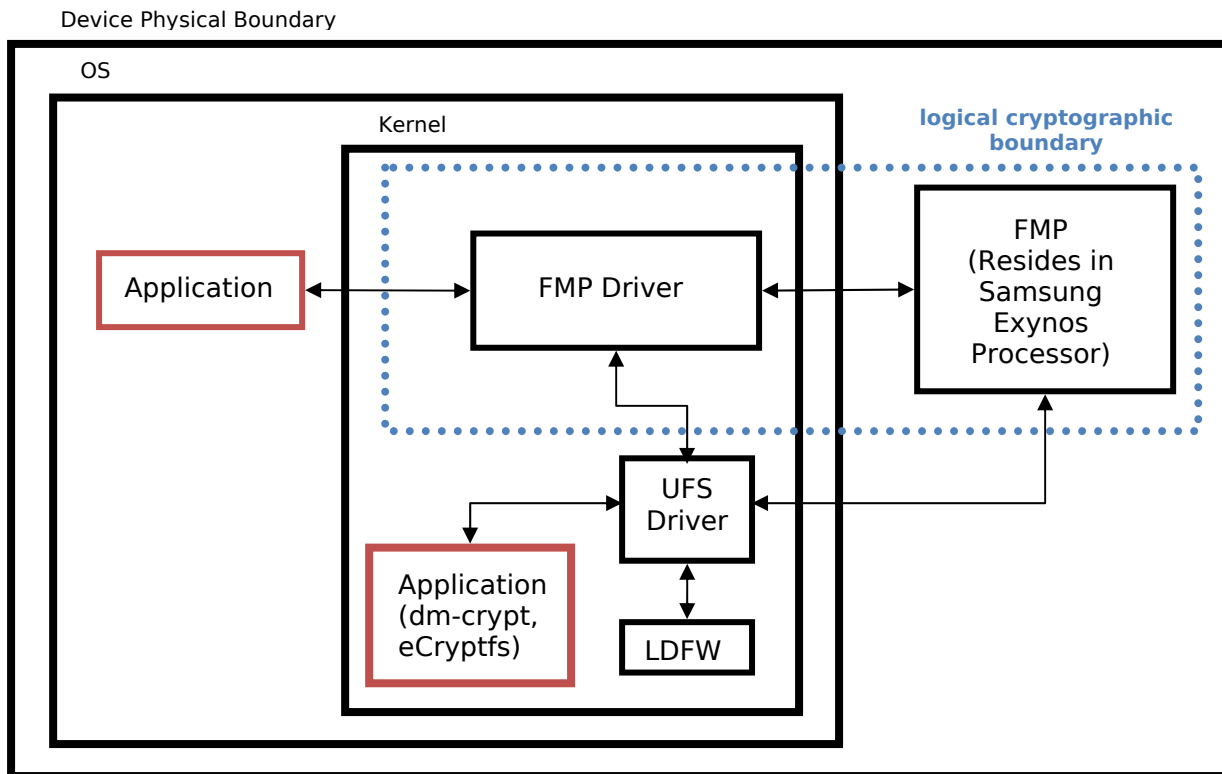 Device Physical Boundary
OS
Kernel
logical cryptographic
boundary
Application
FMP Driver
FMP
(Resides in
Samsung
Exynos
Processor)
UFS
Driver
Application
(dm-crypt,
eCryptfs)
LDFW